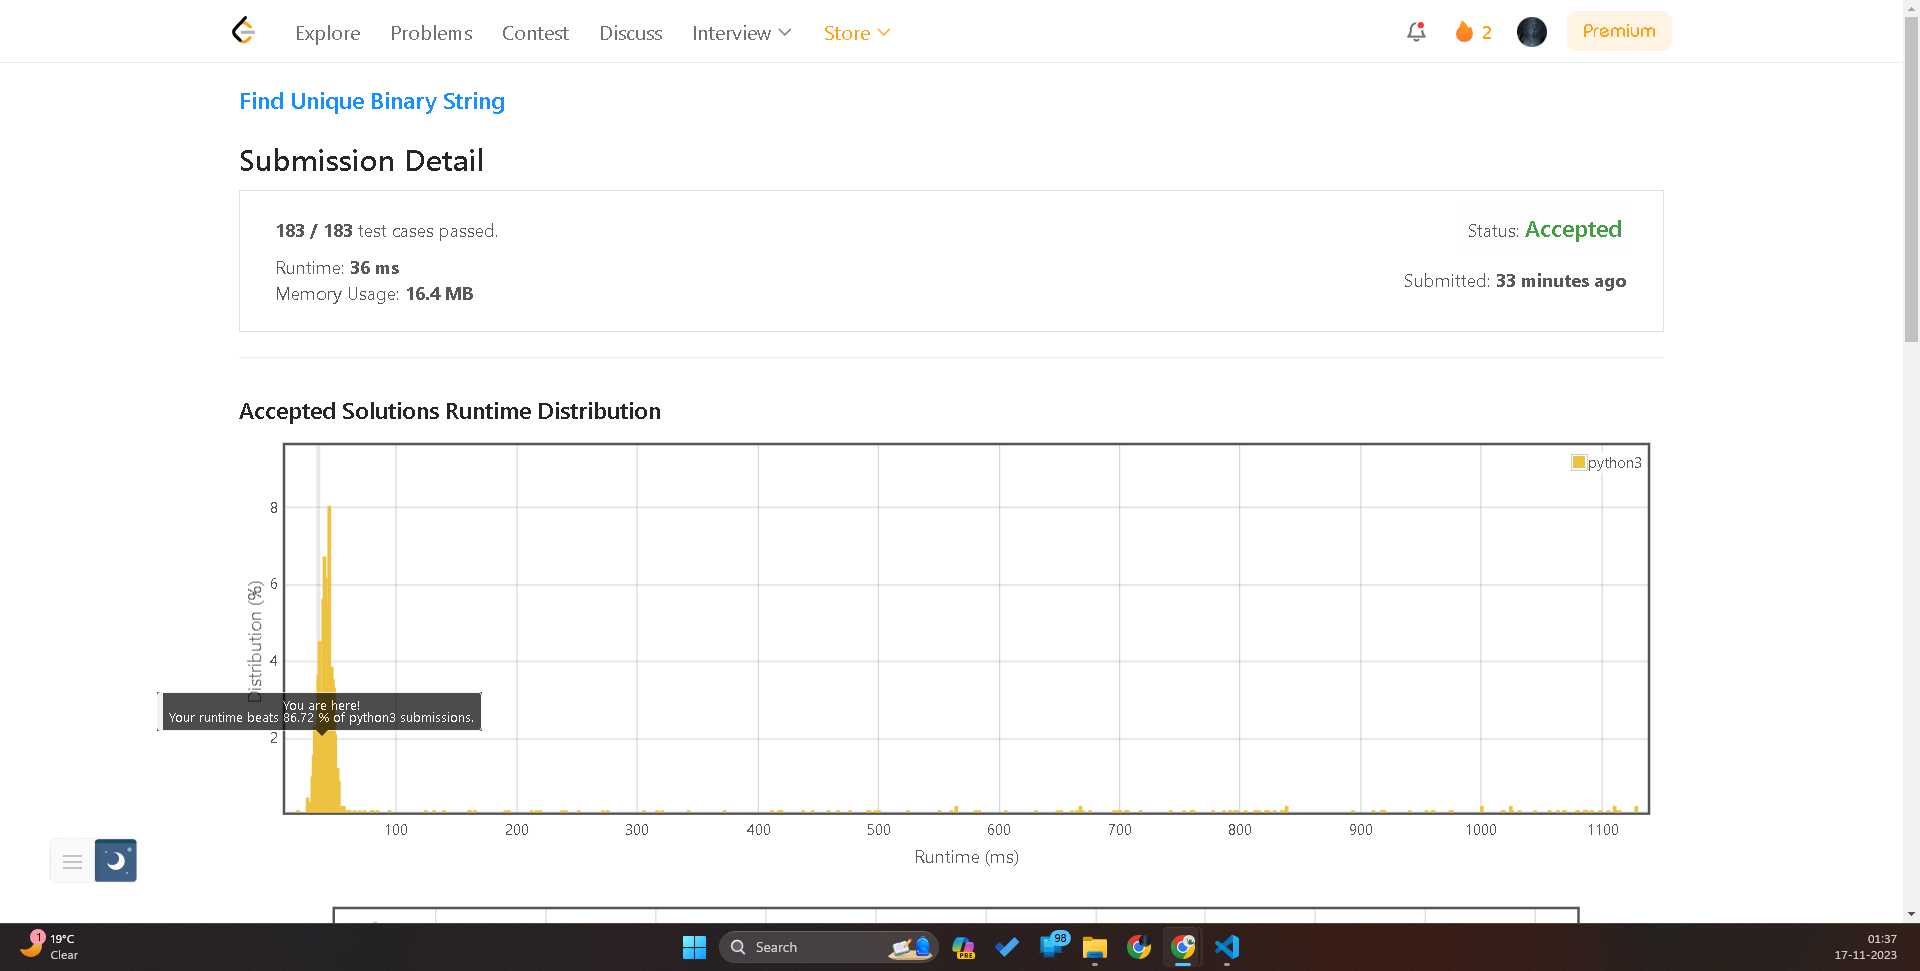 Explore Problems Contest Discuss Interview Store 2 Premium
Find Unique Binary String
Submission Detail
183 / 183 test cases passed.
Status: Accepted
Runtime: 36 ms
Submitted: 33 minutes ago
Memory Usage: 16.4 MB
Accepted Solutions Runtime Distribution
python3
8
6
4
2
Distribution (%)
You are here!
Your runtime beats 86.72 % of python3 submissions.
100 200 300 400 500 600 700 800 900 1000 1100
Runtime (ms)
1
19°C
Clear
Search
PRE
98
01:37
17-11-2023